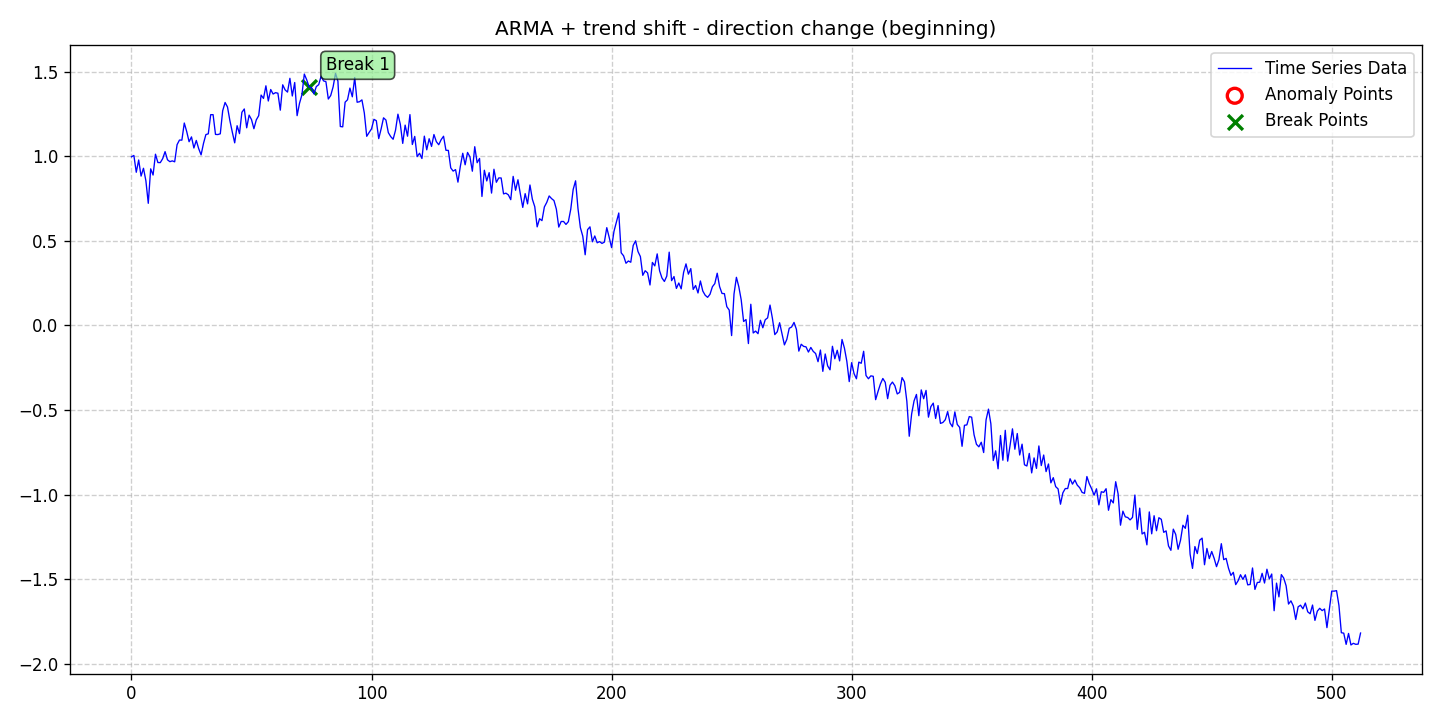 ARMA + trend shift - direction change (beginning)
Break 1
Time Series Data
Anomaly Points
Break Points
1.5
1.0
0.5
0.0
−0.5
−1.0
−1.5
−2.0
0 100 200 300 400 500